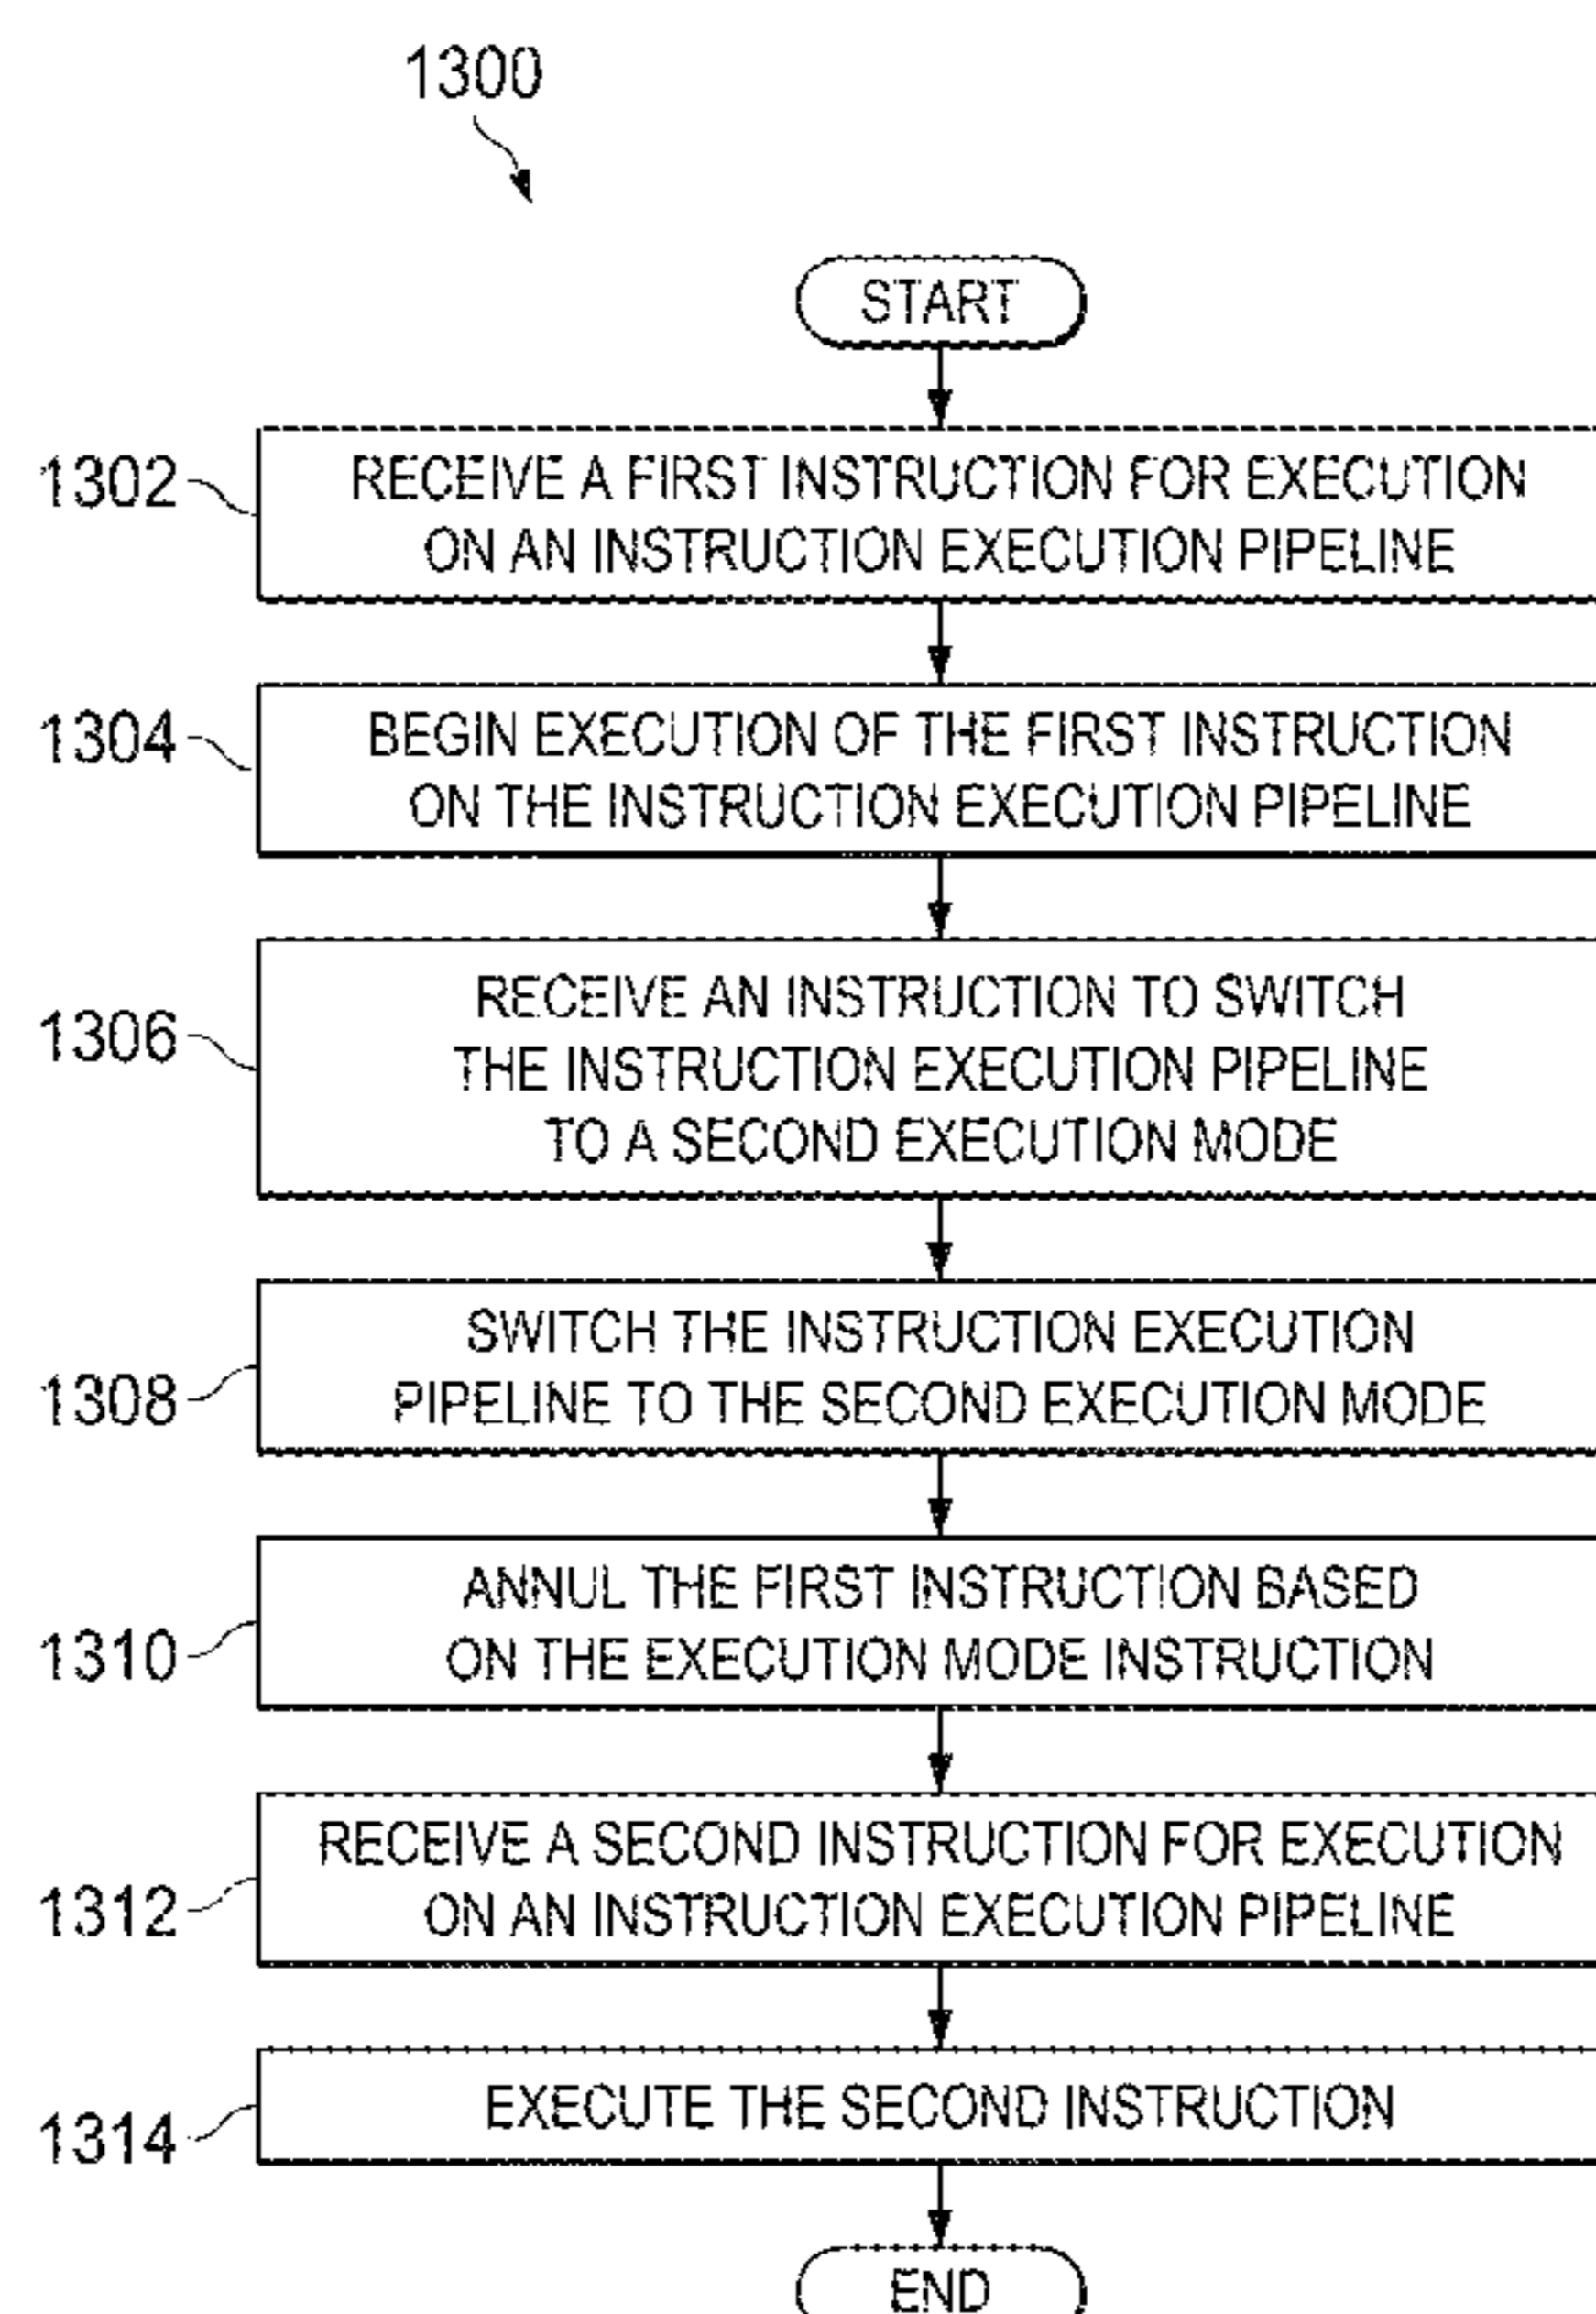 1300
START
1302
RECEIVE A FIRST INSTRUCTION FOR EXECUTION
ON AN INSTRUCTION EXECUTION PIPELINE
1304
BEGIN EXECUTION OF THE FIRST INSTRUCTION
ON THE INSTRUCTION EXECUTION PIPELINE
1306
RECEIVE AN INSTRUCTION TO SWITCH
THE INSTRUCTION EXECUTION PIPELINE
TO A SECOND EXECUTION MODE
1308
SWITCH THE INSTRUCTION EXECUTION
PIPELINE TO THE SECOND EXECUTION MODE
1310
ANNUL THE FIRST INSTRUCTION BASED
ON THE EXECUTION MODE INSTRUCTION
1312
RECEIVE A SECOND INSTRUCTION FOR EXECUTION
ON AN INSTRUCTION EXECUTION PIPELINE
1314
EXECUTE THE SECOND INSTRUCTION
END